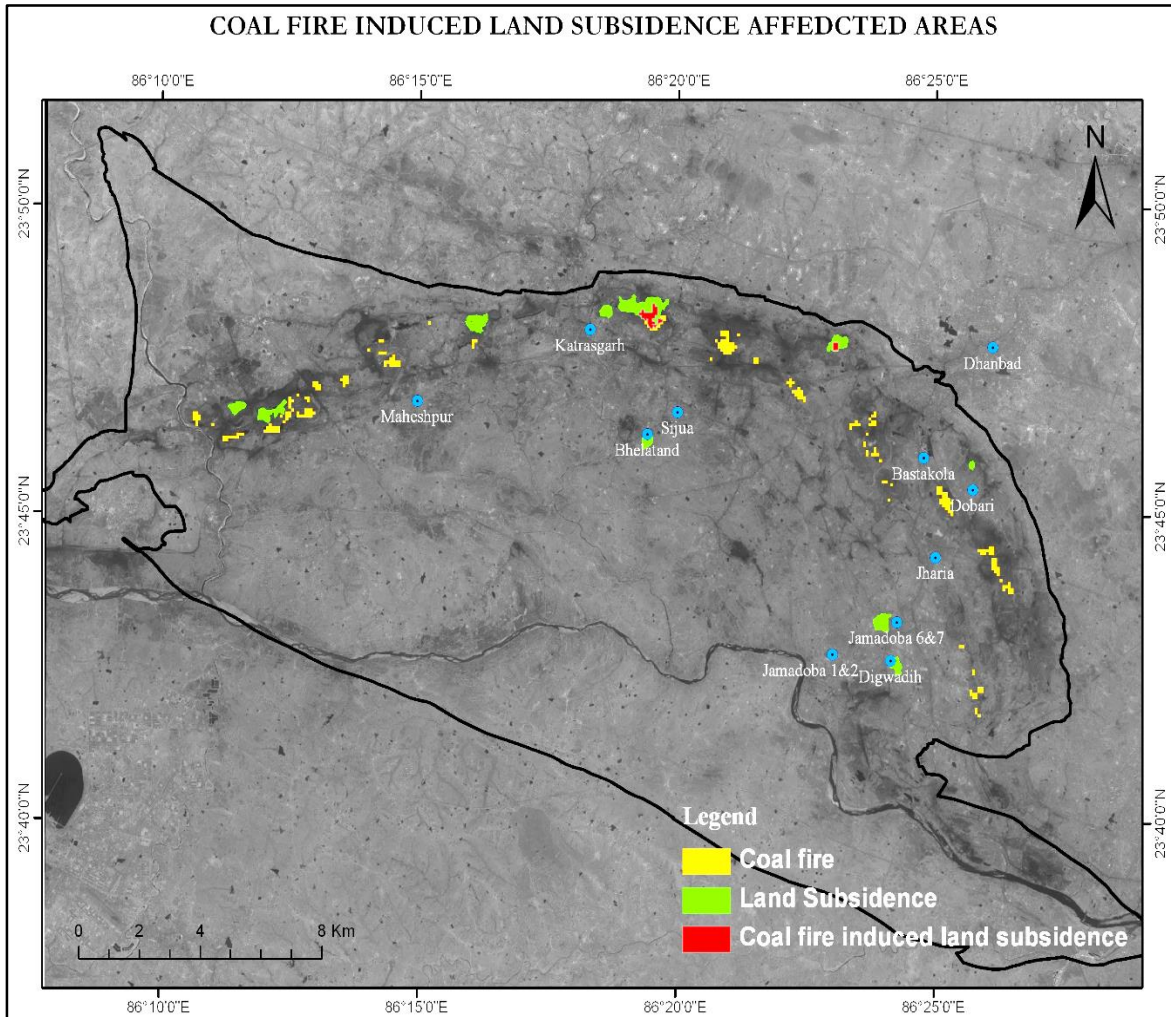 COAL FIRE INDUCED LAND SUBSIDENCE AFFEDCTED AREAS
86°10'0"E 86°15'0"E 86°20'0"E 86°25'0"E
N
23°50'0"N 23°50'0"N
Katrasgarh
Dhanbad
Maheshpur
Sijua
Bhelatand
Bastakola
Dobari
23°45'0"N 23°45'0"N
Jharia
Jamadoba 6&7
Jamadoba 1&2
Digwadih
23°40'0"N 23°40'0"N
Legend
Coal fire
Land Subsidence
Coal fire induced land subsidence
0 2 4 8 Km
86°10'0"E 86°15'0"E 86°20'0"E 86°25'0"E